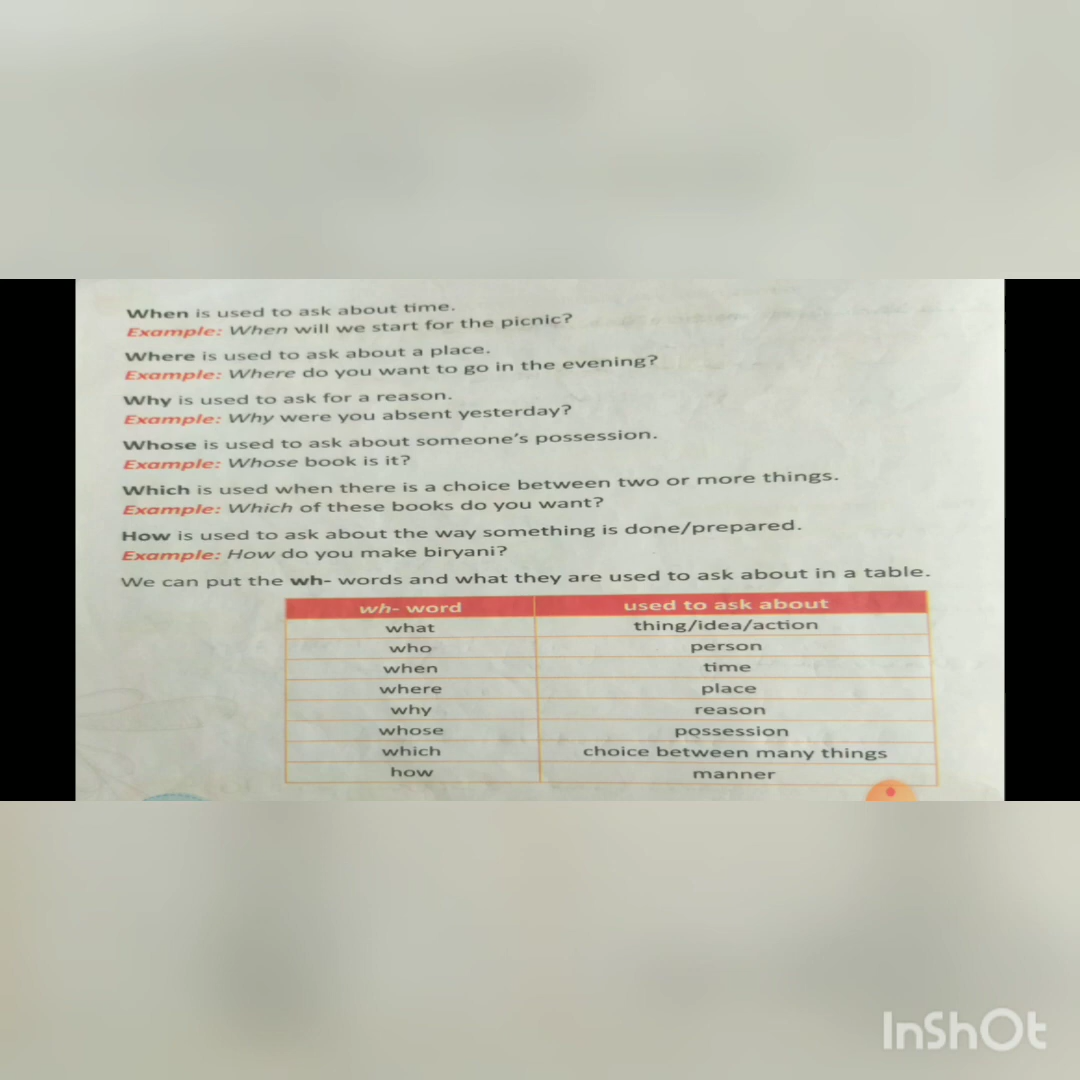 When is used to ask about time.
Example: When will we start for the picnic?
Where is used to ask about a place.
Example: Where do you want to go in the evening?
Why is used to ask for a reason.
Example: Why were you absent yesterday?
Whose is used to ask about someone's possession.
Example: Whose book is it?
Which is used when there is a choice between two or more things.
Example: Which of these books do you want?
How is used to ask about the way something is done/prepared.
Example: How do you make biryani?
We can put the wh- words and what they are used to ask about in a table.
wh- word used to ask about
what thing/idea/action
who person
when time
where place
why reason
whose possession
which choice between many things
how manner
InShOt